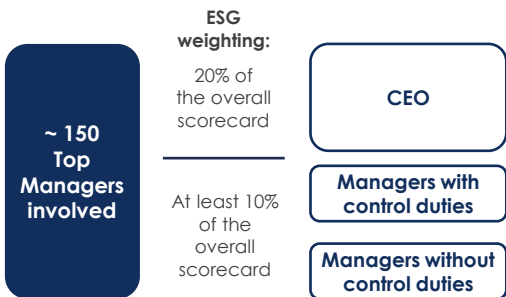 ~ 150
Top
Managers
involved
ESG
weighting:
20% of
the overall
scorecard
At least 10%
of the
overall
scorecard
CEO
Managers with
control duties
Managers without
control duties